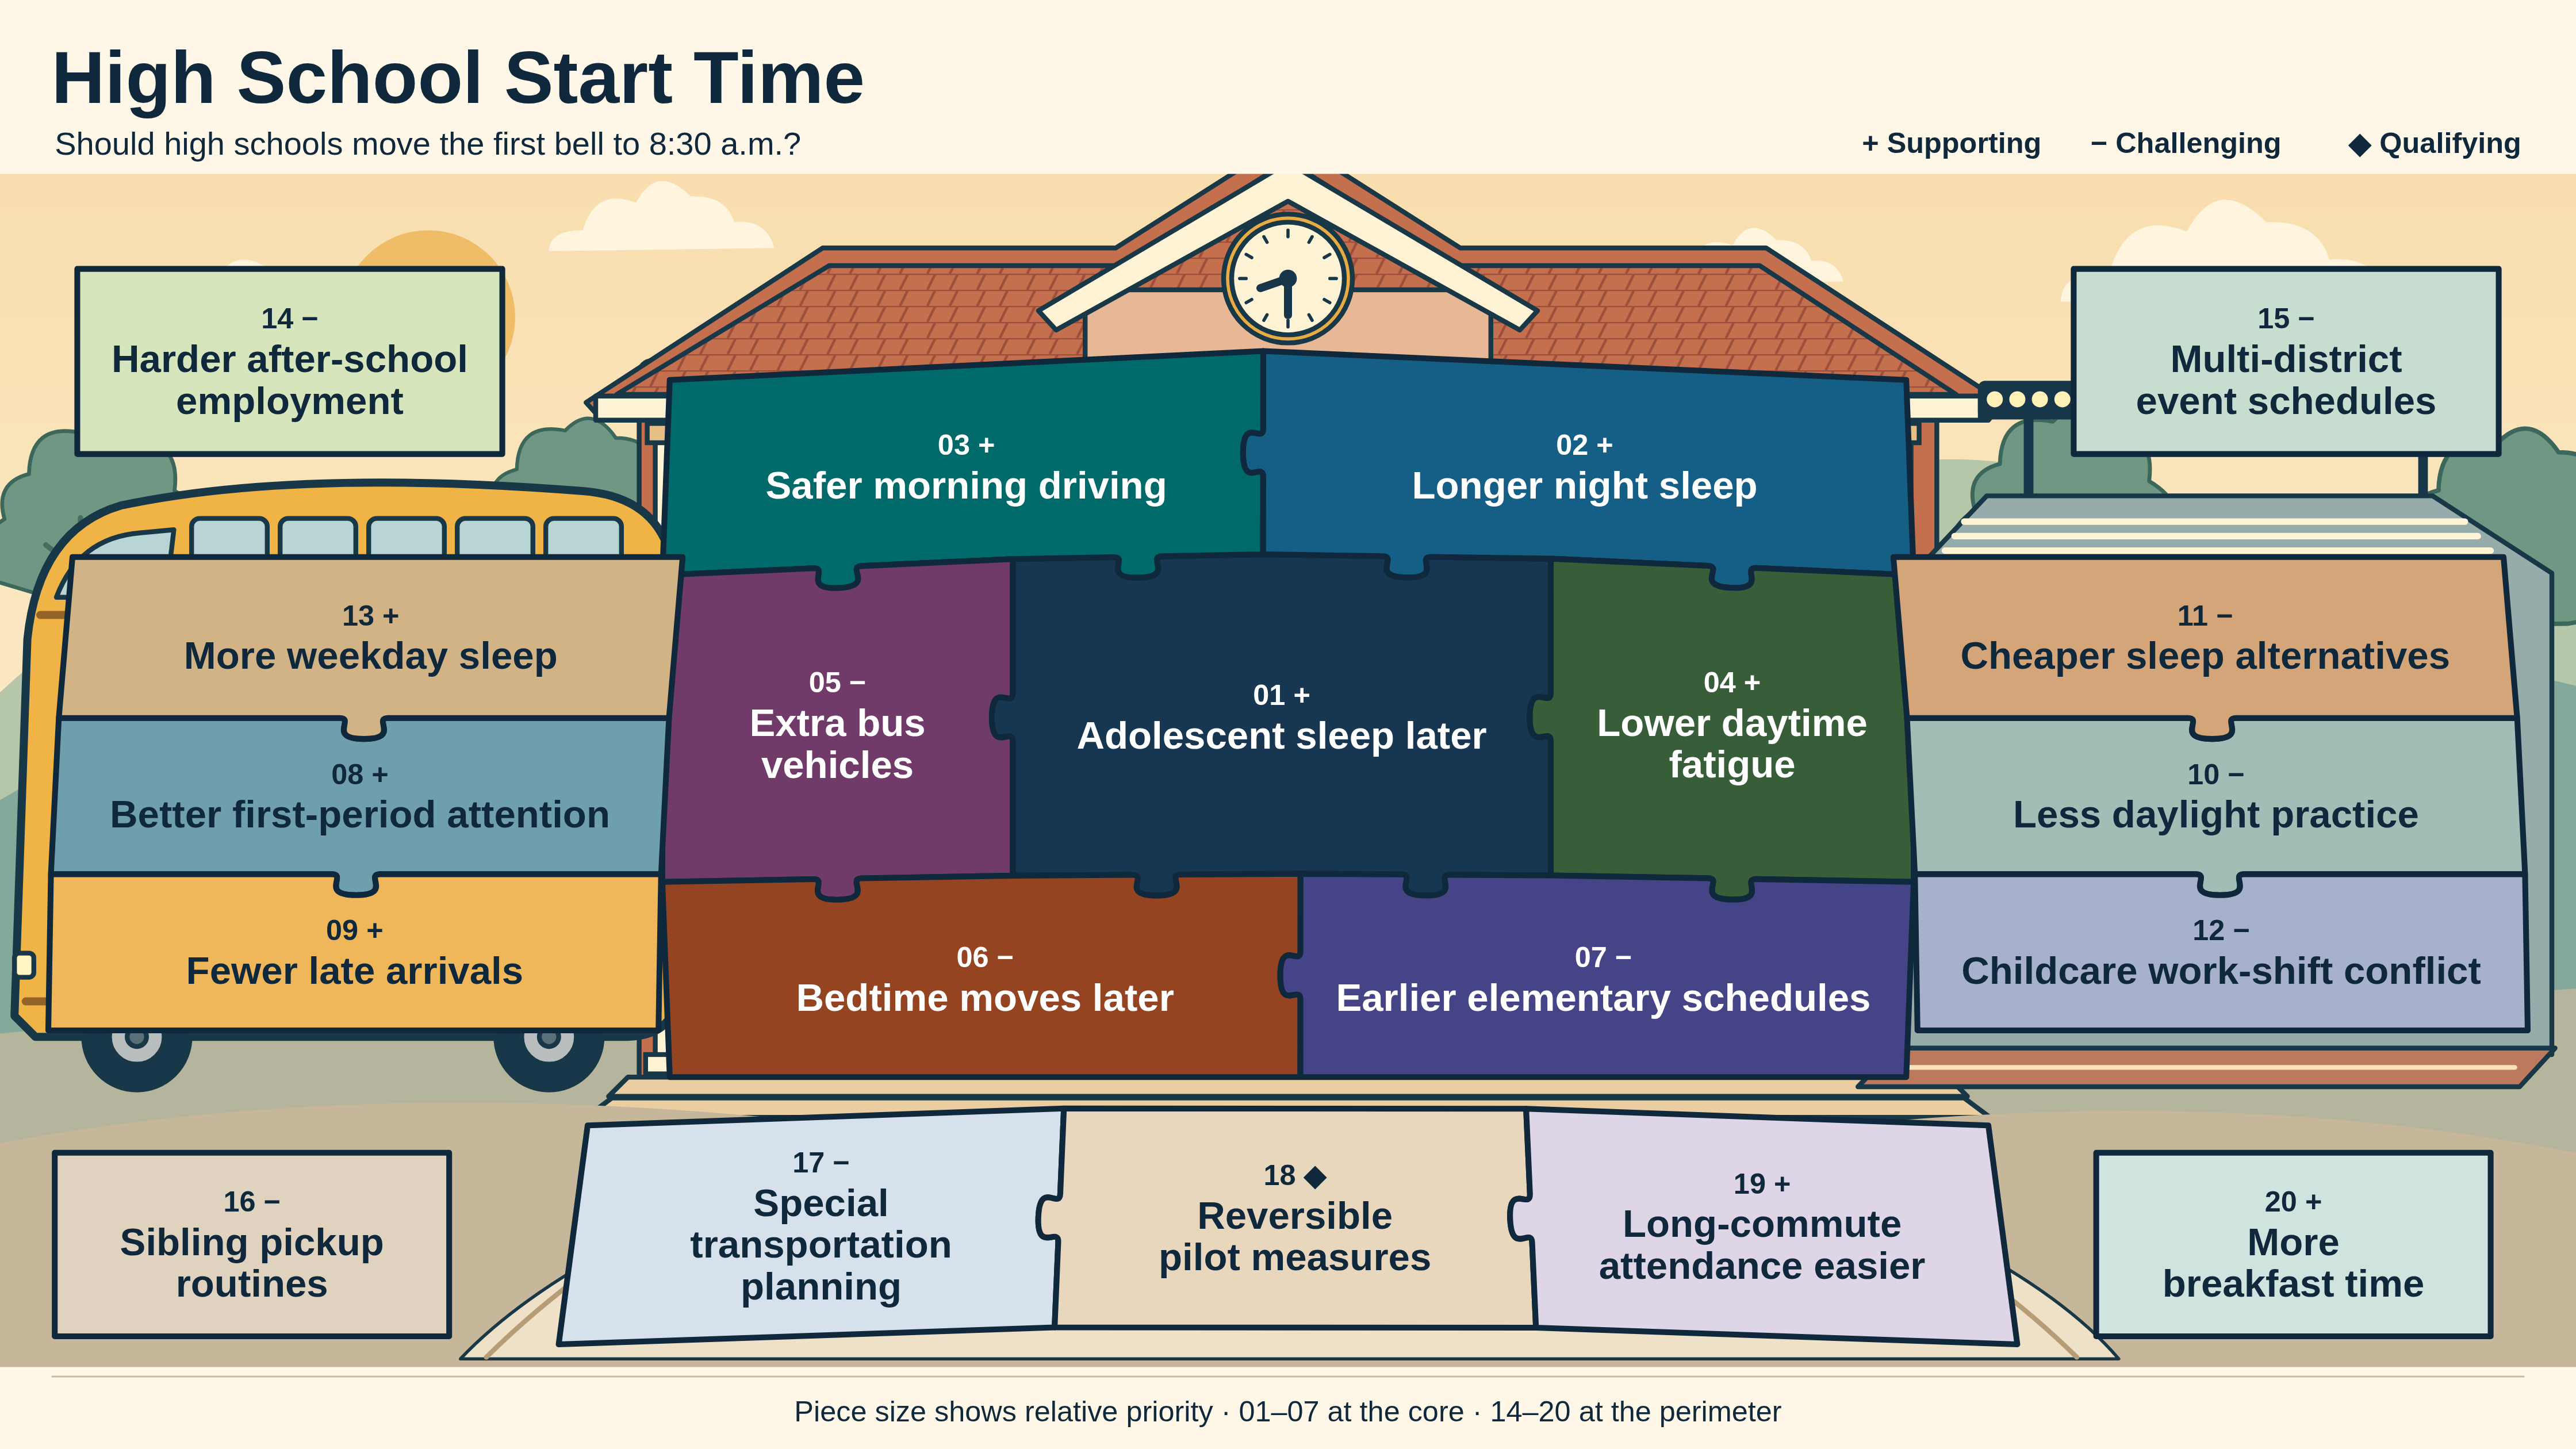 High School Start Time
Should high schools move the first bell to 8:30 a.m.?
+ Supporting − Challenging ◆ Qualifying
14 −
Harder after-school
employment
15 −
Multi-district
event schedules
03 +
Safer morning driving
02 +
Longer night sleep
13 +
More weekday sleep
05 −
Extra bus
vehicles
01 +
Adolescent sleep later
04 +
Lower daytime
fatigue
11 −
Cheaper sleep alternatives
08 +
Better first-period attention
10 −
Less daylight practice
09 +
Fewer late arrivals
06 −
Bedtime moves later
07 −
Earlier elementary schedules
12 −
Childcare work-shift conflict
16 −
Sibling pickup
routines
17 −
Special
transportation
planning
18 ◆
Reversible
pilot measures
19 +
Long-commute
attendance easier
20 +
More
breakfast time
Piece size shows relative priority · 01–07 at the core · 14–20 at the perimeter